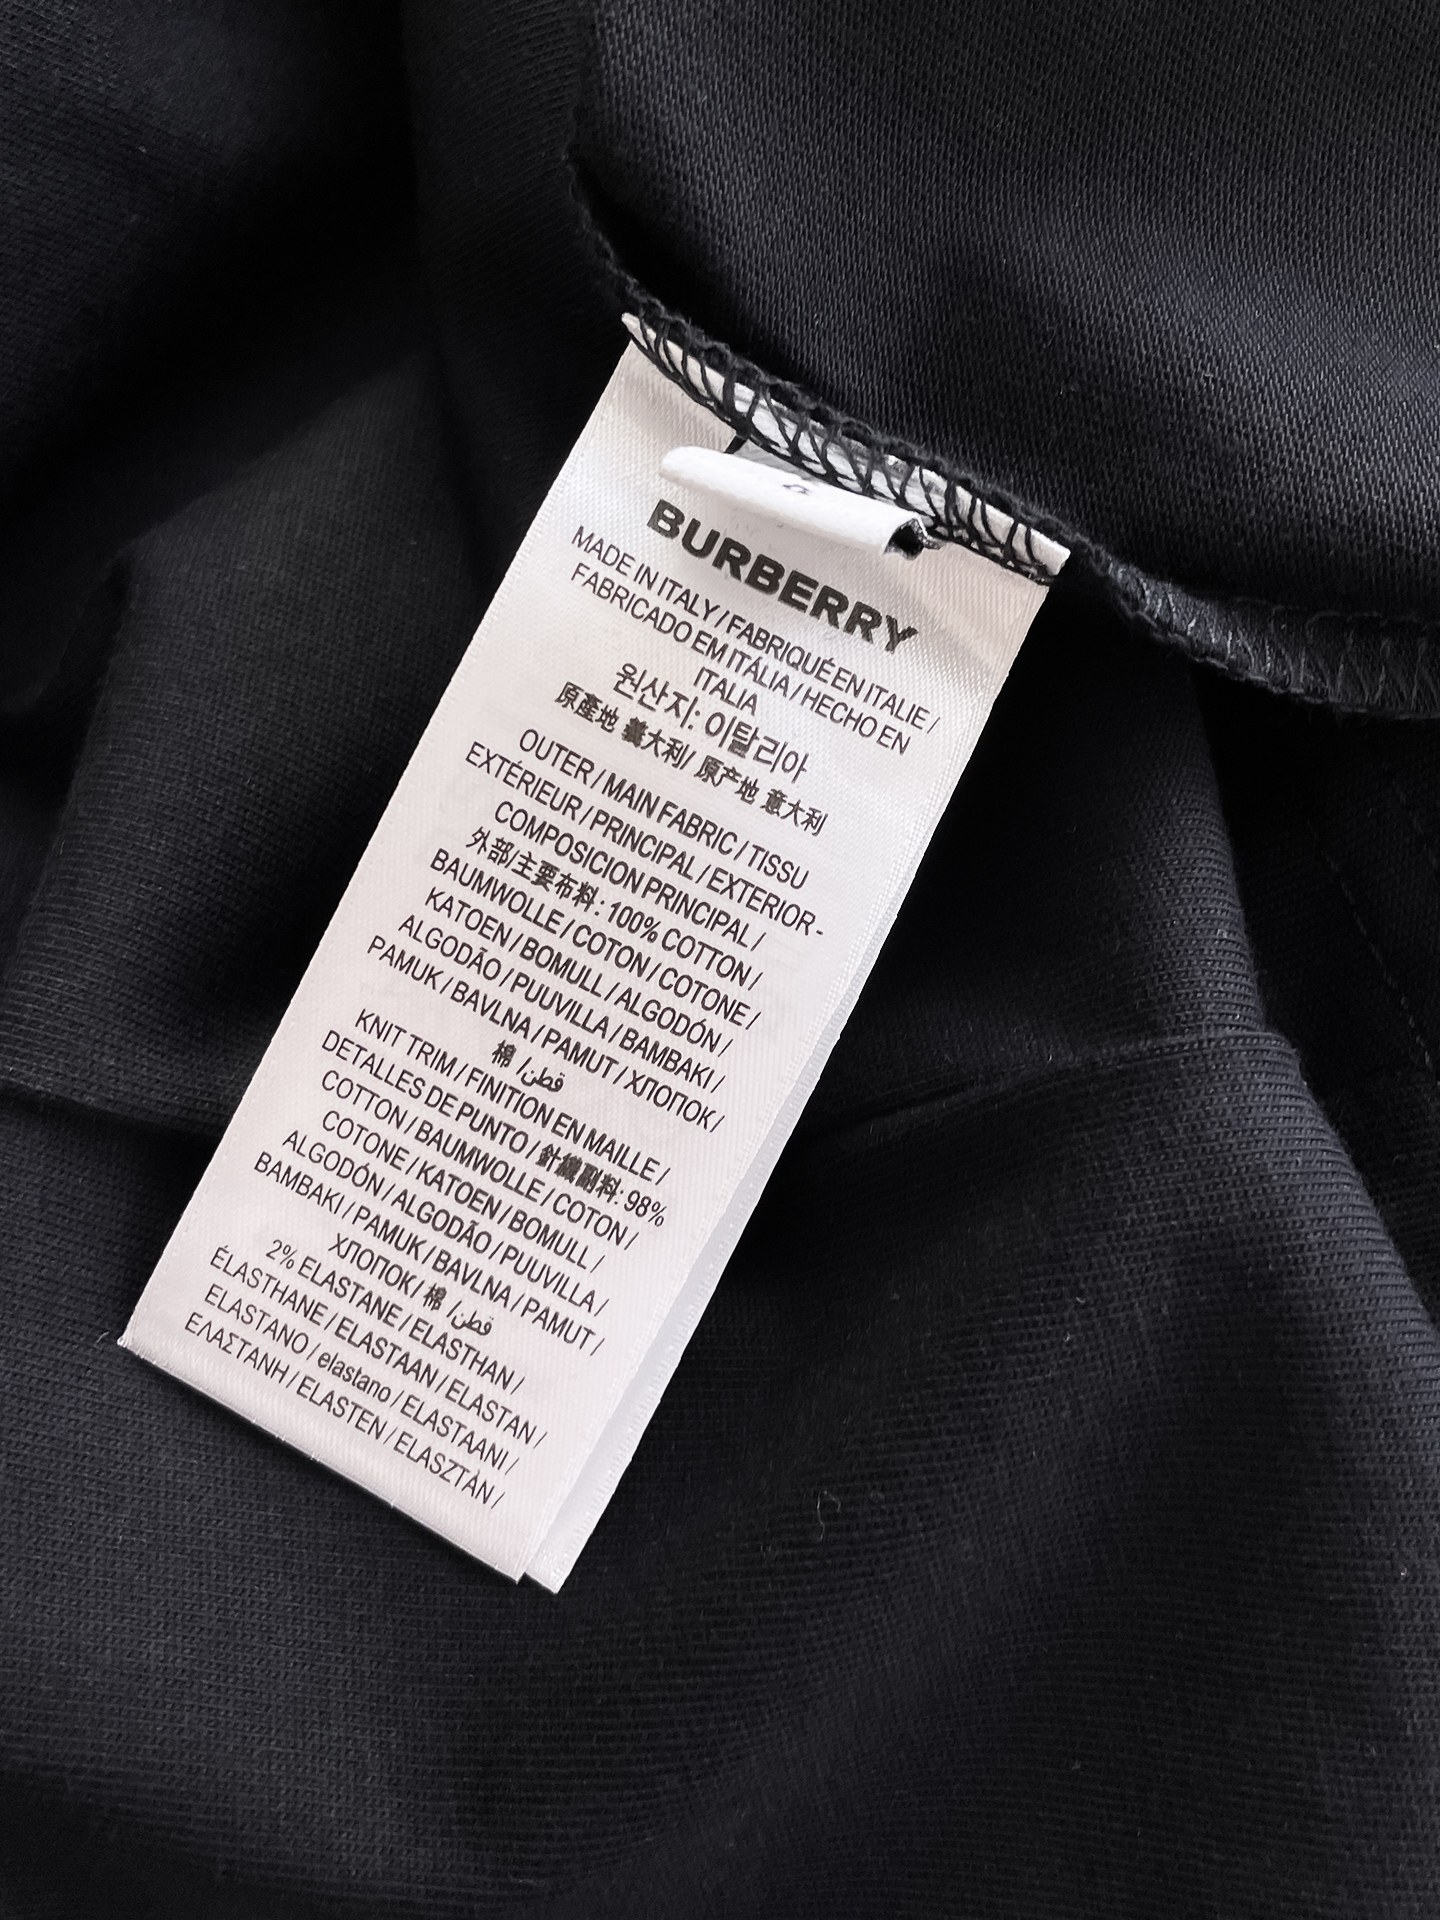 BURBERRY
MADE IN ITALY / FABRIQUÉ EN ITALIE /
FABRICADO EM ITÁLIA / HECHO EN
ITALIA
원산지: 이탈리아
原產地 義大利/ 原产地 意大利
OUTER / MAIN FABRIC / TISSU
EXTÉRIEUR / PRINCIPAL / EXTERIOR -
COMPOSICION PRINCIPAL /
外部/主要布料: 100% COTTON /
BAUMWOLLE / COTON / COTONE /
KATOEN / BOMULL / ALGODÓN /
ALGODÃO / PUUVILLA / BAMBAKI /
PAMUK / BAVLNA / PAMUT / ХЛОПОК /
棉 /قطن
KNIT TRIM / FINITION EN MAILLE /
DETALLES DE PUNTO / 針織副料: 98%
COTTON / BAUMWOLLE / COTON /
COTONE / KATOEN / BOMULL /
ALGODÓN / ALGODÃO / PUUVILLA /
BAMBAKI / PAMUK / BAVLNA / PAMUT /
ХЛОПОК/ 棉 /قطن
2% ELASTANE / ELASTHAN /
ÉLASTHANE / ELASTAAN / ELASTAN /
ELASTANO / elastano / ELASTAANI /
ΕΛΑΣΤΑΝΗ / ELASTEN / ELASZTÁN /